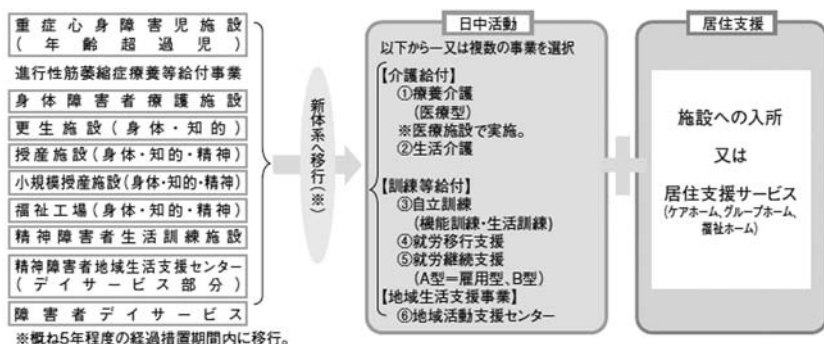 重症心身障害児施設
(年齢超過児)
進行性筋萎縮症療養等給付事業
身体障害者療護施設
更生施設(身体・知的)
授産施設(身体・知的・精神)
小規模授産施設(身体・知的・精神)
福祉工場(身体・知的・精神)
精神障害者生活訓練施設
精神障害者地域生活支援センター
(デイサービス部分)
障害者デイサービス
※概ね5年程度の経過措置期間内に移行。
新体系へ移行(※)
日中活動
以下から一又は複数の事業を選択
【介護給付】
①療養介護
(医療型)
※医療施設で実施。
②生活介護
【訓練等給付】
③自立訓練
(機能訓練・生活訓練)
④就労移行支援
⑤就労継続支援
(A型=雇用型、B型)
【地域生活支援事業】
⑥地域活動支援センター
居住支援
施設への入所
又は
居住支援サービス
(ケアホーム、グループホーム、
福祉ホーム)